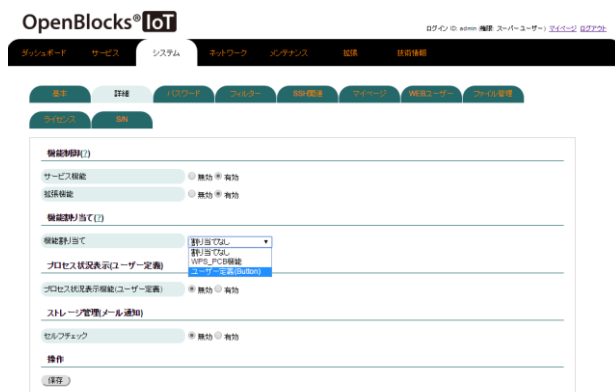 OpenBlocks® IoT
ログイン ID: admin (権限: スーパーユーザー) マイページ ログアウト
ダッシュボード サービス システム ネットワーク メンテナンス 拡張 技術情報
基本 詳細 パスワード フィルター SSH関連 マイページ WEBユーザー ファイル管理
ライセンス S/N
機能制御(?)
サービス機能 無効 有効
拡張機能 無効 有効
機能割り当て(?)
機能割り当て 割り当てなし
割り当てなし
WPS_PCB機能
ユーザー定義(Button)
プロセス状況表示(ユーザー定義)
プロセス状況表示機能(ユーザー定義) 無効 有効
ストレージ管理(メール通知)
セルフチェック 無効 有効
操作
保存